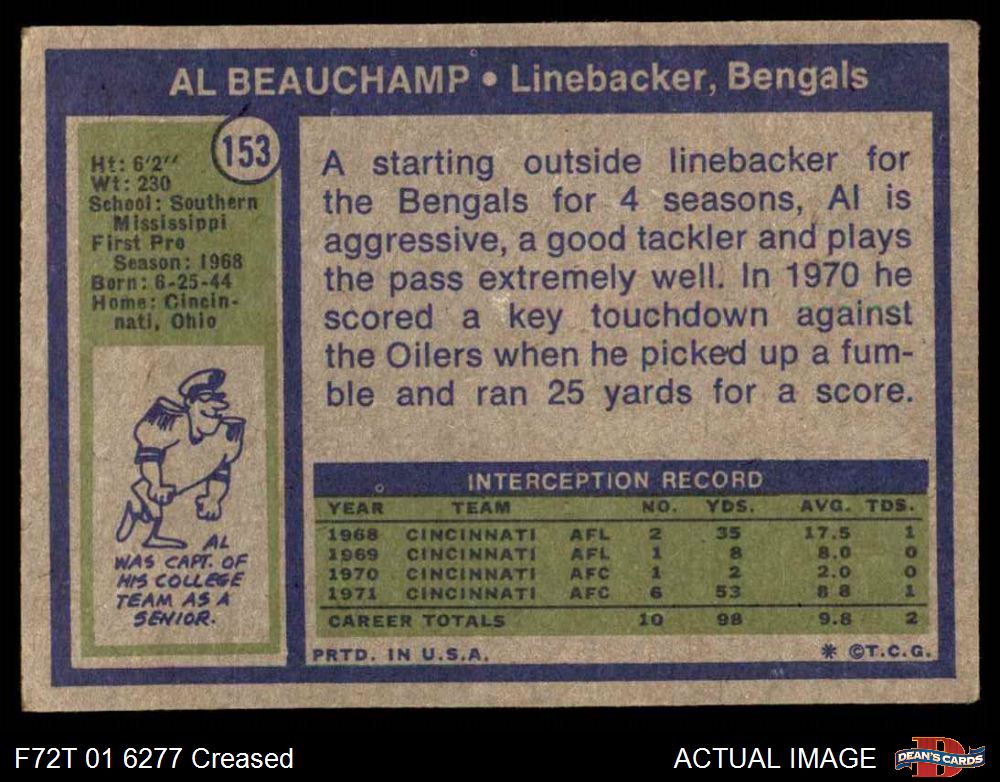 AL BEAUCHAMP • Linebacker, Bengals
153
Ht: 6'2''
Wt: 230
School: Southern
Mississippi
First Pro
Season: 1968
Born: 6-25-44
Home: Cincin-
nati, Ohio
AL
WAS CAPT. OF
HIS COLLEGE
TEAM AS A
SENIOR.
A starting outside linebacker for
the Bengals for 4 seasons, Al is
aggressive, a good tackler and plays
the pass extremely well. In 1970 he
scored a key touchdown against
the Oilers when he picked up a fum-
ble and ran 25 yards for a score.
INTERCEPTION RECORD
YEAR TEAM NO. YDS. AVG. TDS.
1968 CINCINNATI AFL 2 35 17.5 1
1969 CINCINNATI AFL 1 8 8.0 0
1970 CINCINNATI AFC 1 2 2.0 0
1971 CINCINNATI AFC 6 53 8.8 1
CAREER TOTALS 10 98 9.8 2
PRTD. IN U.S.A. * ©T.C.G.
F72T 01 6277 Creased
ACTUAL IMAGE
DEAN'S CARDS